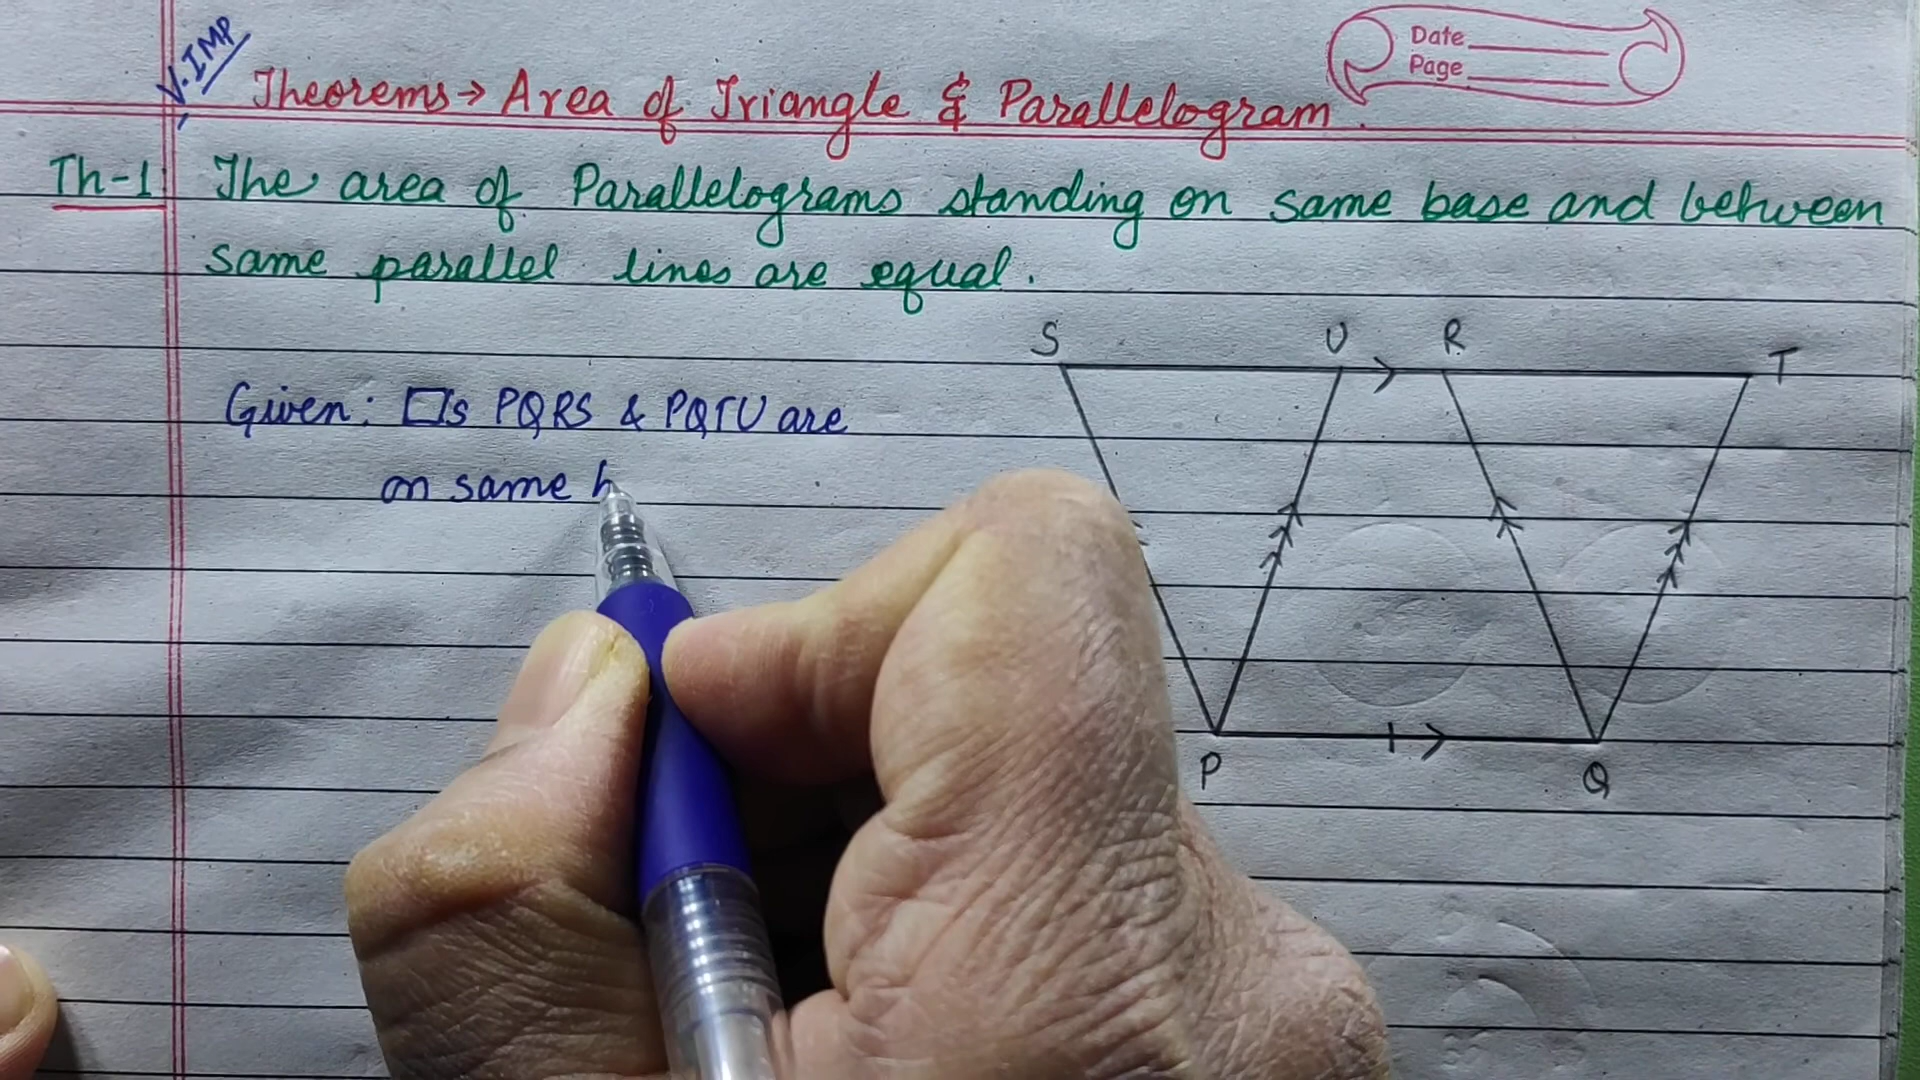 V. IMP
Date
Page
Theorems → Area of Triangle & Parallelogram.
Th-1 The area of Parallelograms standing on same base and between
same parallel lines are equal.
S U R T
Given: ▱s PQRS & PQTU are
on same
P Q